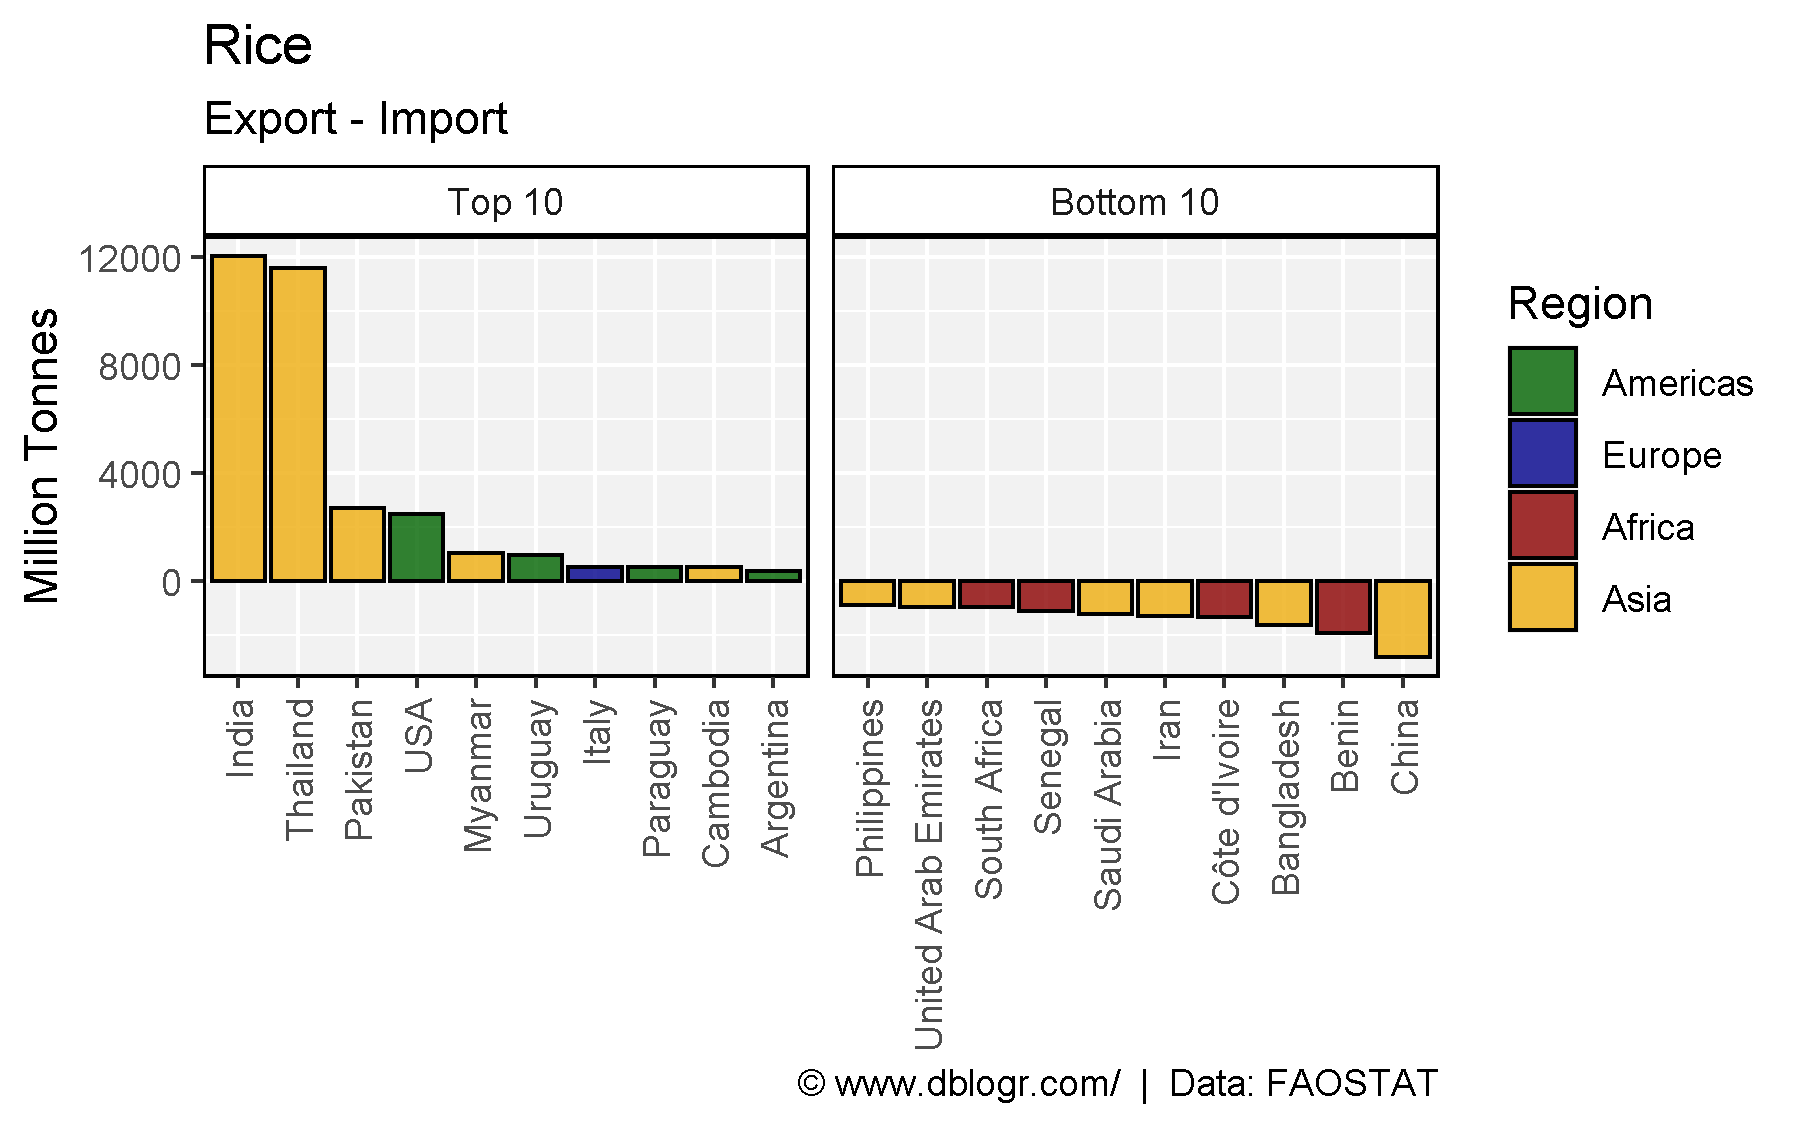 Rice
Export - Import
Top 10
Bottom 10
Million Tonnes
12000
8000
4000
0
India
Thailand
Pakistan
USA
Myanmar
Uruguay
Italy
Paraguay
Cambodia
Argentina
Philippines
United Arab Emirates
South Africa
Senegal
Saudi Arabia
Iran
Côte d'Ivoire
Bangladesh
Benin
China
Region
Americas
Europe
Africa
Asia
© www.dblogr.com/ | Data: FAOSTAT